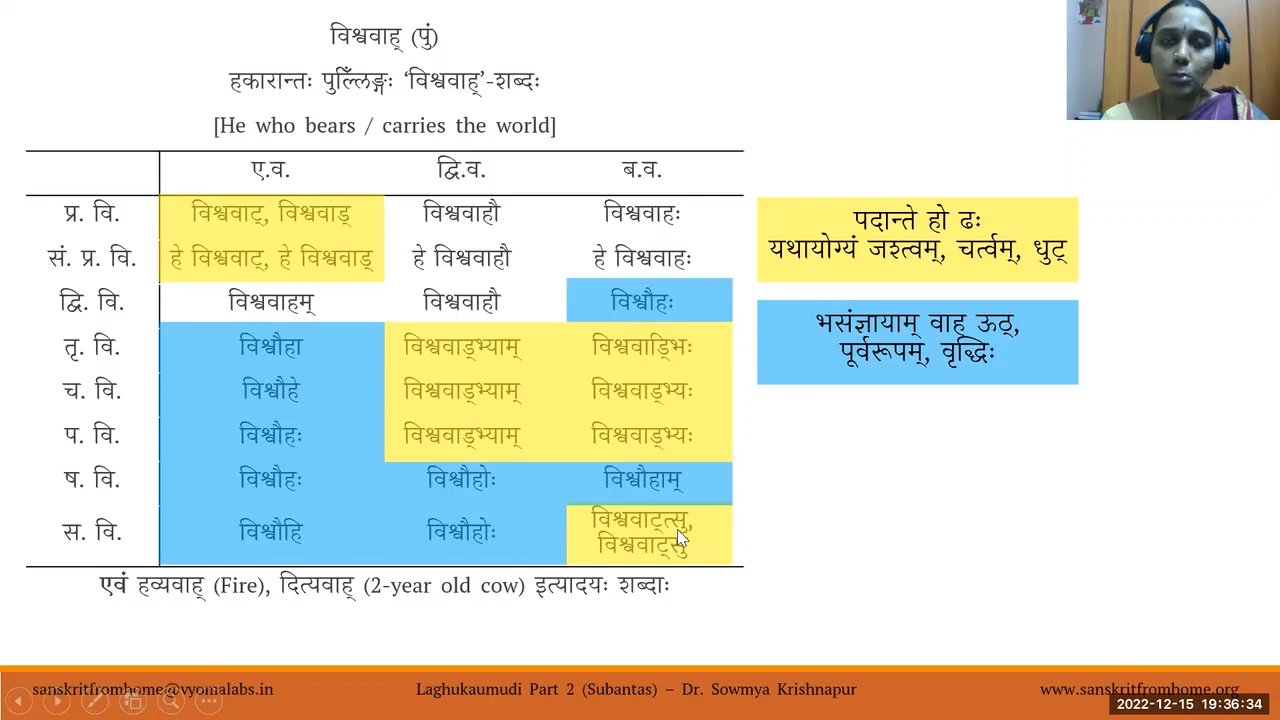 विश्ववाह् (पुं)
हकारान्तः पुल्ँलिङ्गः ‘विश्ववाह्’-शब्दः
[He who bears / carries the world]
ए.व. द्वि.व. ब.व.
प्र. वि. विश्ववाट्, विश्ववाड् विश्ववाहौ विश्ववाहः
सं. प्र. वि. हे विश्ववाट्, हे विश्ववाड् हे विश्ववाहौ हे विश्ववाहः
द्वि. वि. विश्ववाहम् विश्ववाहौ विश्वौहः
तृ. वि. विश्वौहा विश्ववाड्भ्याम् विश्ववाड्भिः
च. वि. विश्वौहे विश्ववाड्भ्याम् विश्ववाड्भ्यः
प. वि. विश्वौहः विश्ववाड्भ्याम् विश्ववाड्भ्यः
ष. वि. विश्वौहः विश्वौहोः विश्वौहाम्
स. वि. विश्वौहि विश्वौहोः विश्ववाट्त्सु,
विश्ववाट्सु
एवं हव्यवाह् (Fire), दित्यवाह् (2-year old cow) इत्यादयः शब्दाः
पदान्ते हो ढः
यथायोग्यं जश्त्वम्, चर्त्वम्, धुट्
भसंज्ञायाम् वाह ऊठ्,
पूर्वरूपम्, वृद्धिः
sanskritfromhome@vyomalabs.in Laghukaumudi Part 2 (Subantas) – Dr. Sowmya Krishnapur www.sanskritfromhome.org
2022-12-15 19:36:34